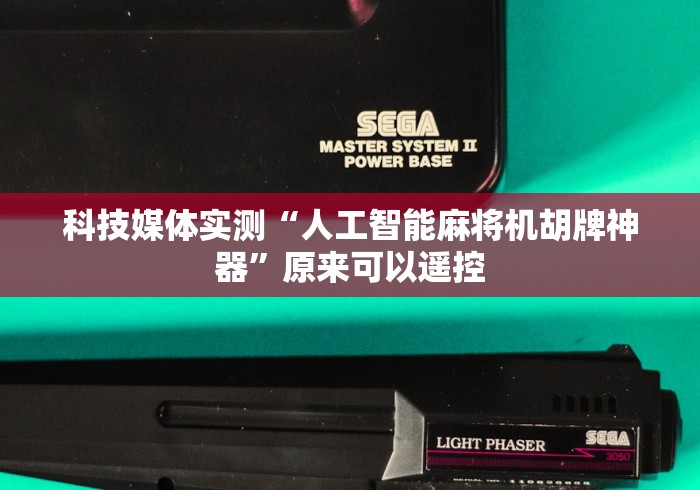 SEGA
MASTER SYSTEM II
POWER BASE
科技媒体实测“人工智能麻将机胡牌神
器”原来可以遥控
LIGHT PHASER
SEGA
3050